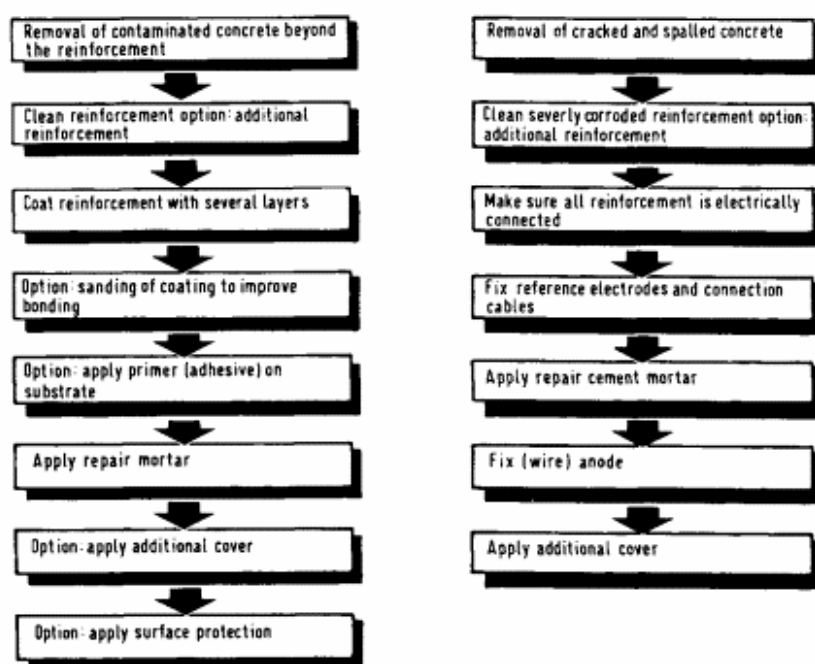 Removal of contaminated concrete beyond
the reinforcement
Clean reinforcement option: additional
reinforcement
Coat reinforcement with several layers
Option: sanding of coating to improve
bonding
Option: apply primer (adhesive) on
substrate
Apply repair mortar
Option: apply additional cover
Option: apply surface protection
Removal of cracked and spalled concrete
Clean severly corroded reinforcement option:
additional reinforcement
Make sure all reinforcement is electrically
connected
Fix reference electrodes and connection
cables
Apply repair cement mortar
Fix (wire) anode
Apply additional cover